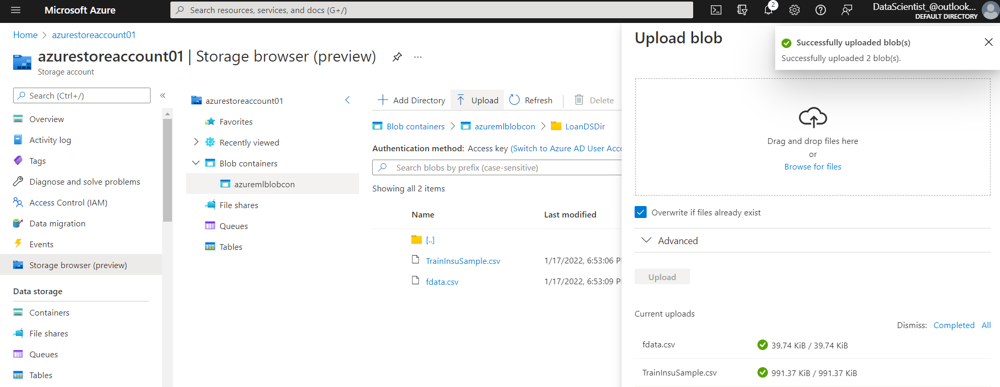 Microsoft Azure
Search resources, services, and docs (G+/)
2
DataScientist_@outlook...
DEFAULT DIRECTORY
Home > azurestoreaccount01
azurestoreaccount01 | Storage browser (preview)
...
Storage account
Search (Ctrl+/)
«
Overview
Activity log
Tags
Diagnose and solve problems
Access Control (IAM)
Data migration
Events
Storage browser (preview)
Data storage
Containers
File shares
Queues
Tables
azurestoreaccount01
Favorites
Recently viewed
Blob containers
azuremlblobcon
File shares
Queues
Tables
Add Directory
Upload
Refresh
Delete
Blob containers > azuremlblobcon > LoanDSDir
Authentication method: Access key (Switch to Azure AD User Acco
Search blobs by prefix (case-sensitive)
Showing all 2 items
Name Last modified
[..]
TrainInsuSample.csv 1/17/2022, 6:53:06 P
fdata.csv 1/17/2022, 6:53:09 P
Upload blob
Successfully uploaded blob(s)
Successfully uploaded 2 blob(s).
Drag and drop files here
or
Browse for files
Overwrite if files already exist
Advanced
Upload
Current uploads
Dismiss: Completed All
fdata.csv 39.74 KiB / 39.74 KiB
TrainInsuSample.csv 991.37 KiB / 991.37 KiB